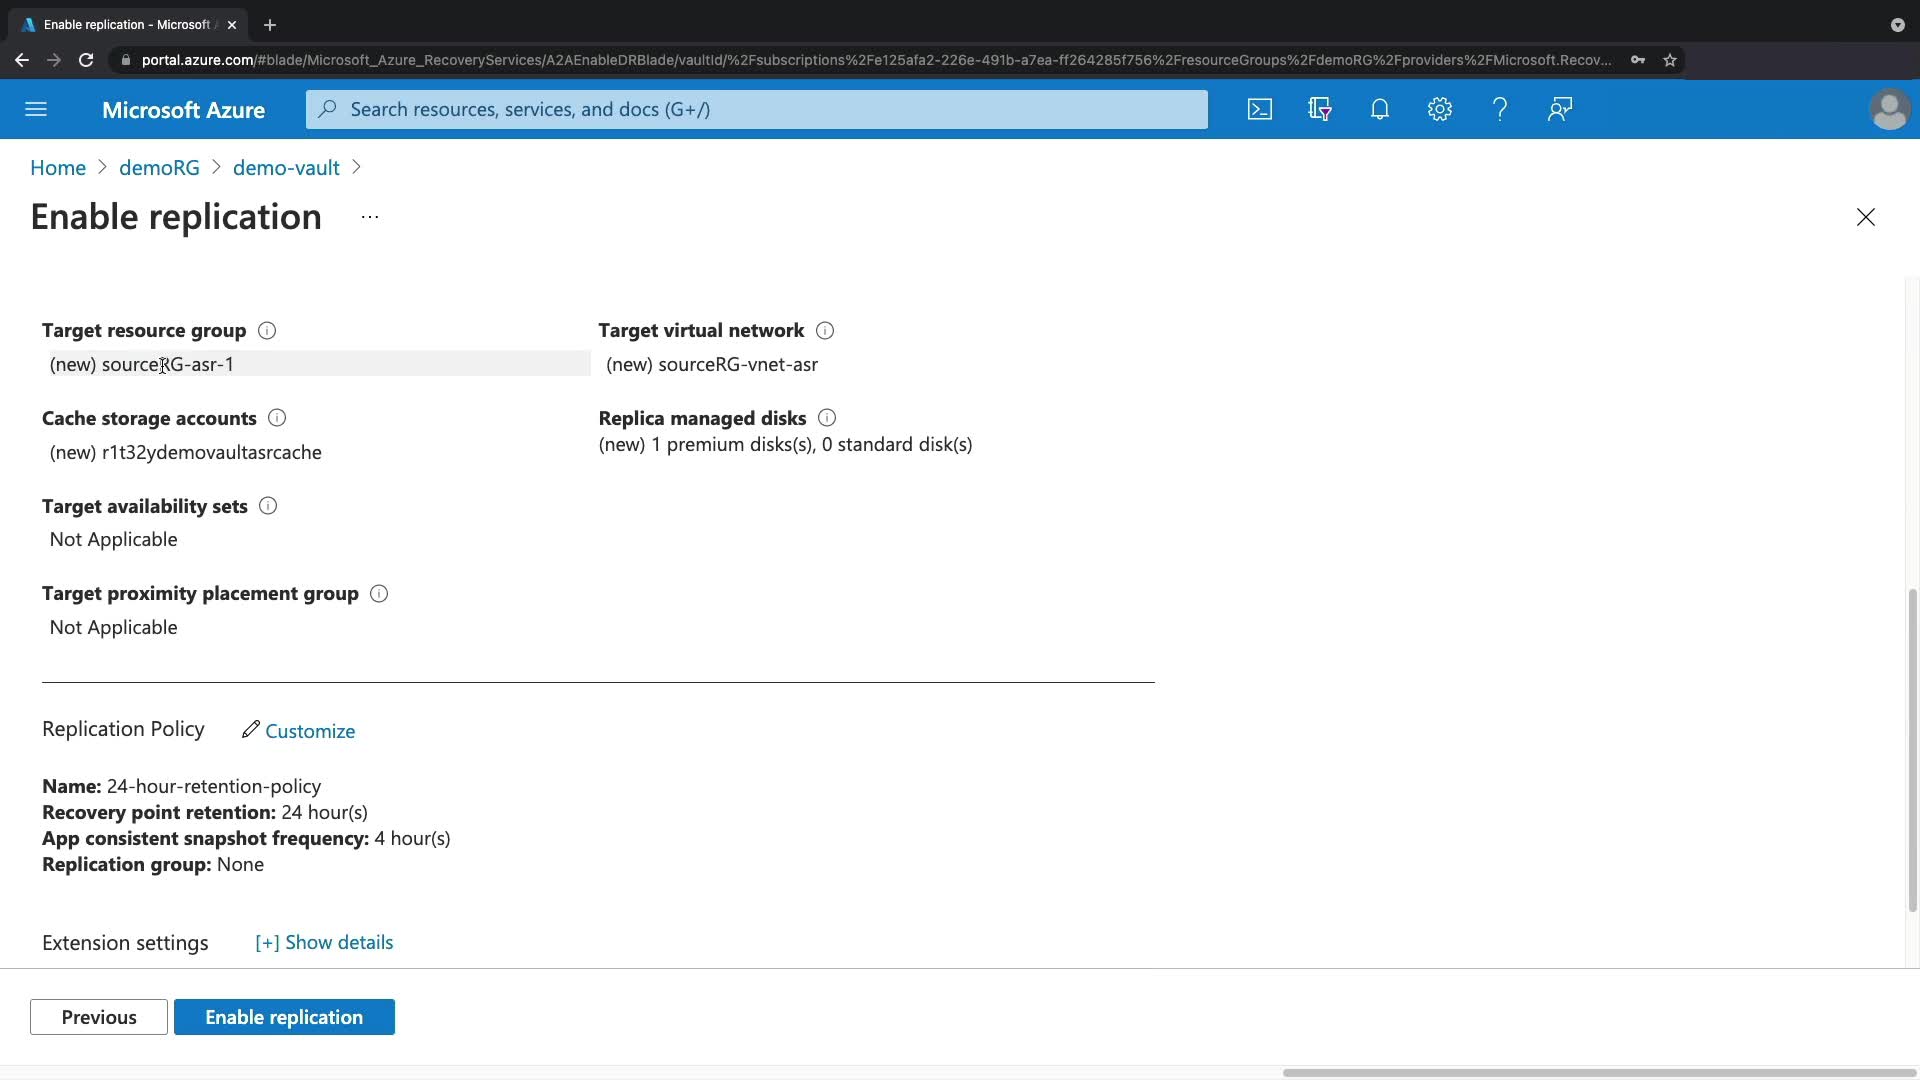 Enable replication - Microsoft A
portal.azure.com/#blade/Microsoft_Azure_RecoveryServices/A2AEnableDRBlade/vaultId/%2Fsubscriptions%2Fe125afa2-226e-491b-a7ea-ff264285f756%2FresourceGroups%2FdemoRG%2Fproviders%2FMicrosoft.Recov...
Microsoft Azure
Search resources, services, and docs (G+/)
Home > demoRG > demo-vault >
Enable replication ...
Target resource group
Target virtual network
(new) sourceRG-asr-1
(new) sourceRG-vnet-asr
Cache storage accounts
Replica managed disks
(new) r1t32ydemovaultasrcache
(new) 1 premium disks(s), 0 standard disk(s)
Target availability sets
Not Applicable
Target proximity placement group
Not Applicable
Replication Policy Customize
Name: 24-hour-retention-policy
Recovery point retention: 24 hour(s)
App consistent snapshot frequency: 4 hour(s)
Replication group: None
Extension settings [+] Show details
Previous
Enable replication